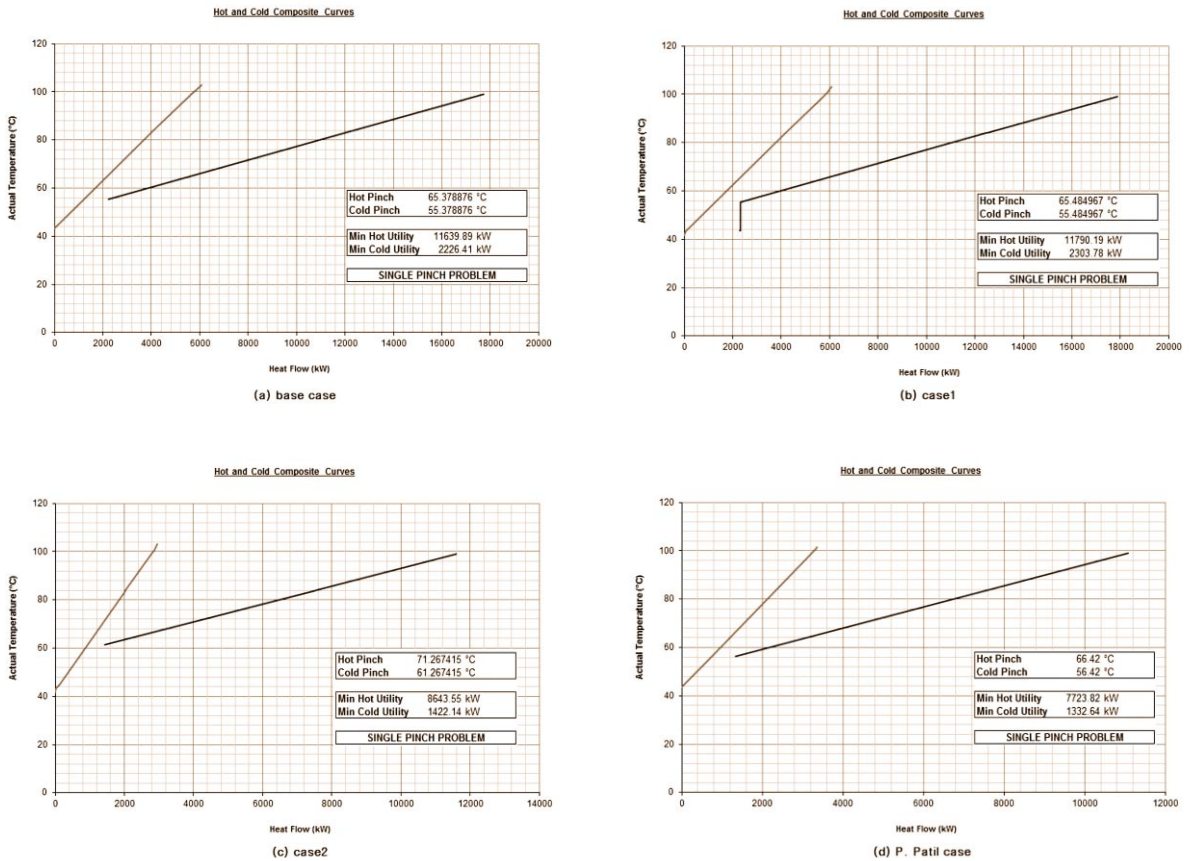 Hot and Cold Composite Curves
120
100
80
60
40
20
0
Actual Temperature (°C)
Hot Pinch 65.378876 °C
Cold Pinch 55.378876 °C
Min Hot Utility 11639.89 kW
Min Cold Utility 2226.41 kW
SINGLE PINCH PROBLEM
0 2000 4000 6000 8000 10000 12000 14000 16000 18000 20000
Heat Flow (kW)
(a) base case
Hot and Cold Composite Curves
120
100
80
60
40
20
0
Actual Temperature (°C)
Hot Pinch 65.484967 °C
Cold Pinch 55.484967 °C
Min Hot Utility 11790.19 kW
Min Cold Utility 2303.78 kW
SINGLE PINCH PROBLEM
0 2000 4000 6000 8000 10000 12000 14000 16000 18000 20000
Heat Flow (kW)
(b) case1
Hot and Cold Composite Curves
120
100
80
60
40
20
0
Actual Temperature (°C)
Hot Pinch 71.267415 °C
Cold Pinch 61.267415 °C
Min Hot Utility 8643.55 kW
Min Cold Utility 1422.14 kW
SINGLE PINCH PROBLEM
0 2000 4000 6000 8000 10000 12000 14000
Heat Flow (kW)
(c) case2
Hot and Cold Composite Curves
120
100
80
60
40
20
0
Actual Temperature (°C)
Hot Pinch 66.42 °C
Cold Pinch 56.42 °C
Min Hot Utility 7723.82 kW
Min Cold Utility 1332.64 kW
SINGLE PINCH PROBLEM
0 2000 4000 6000 8000 10000 12000
Heat Flow (kW)
(d) P. Patil case